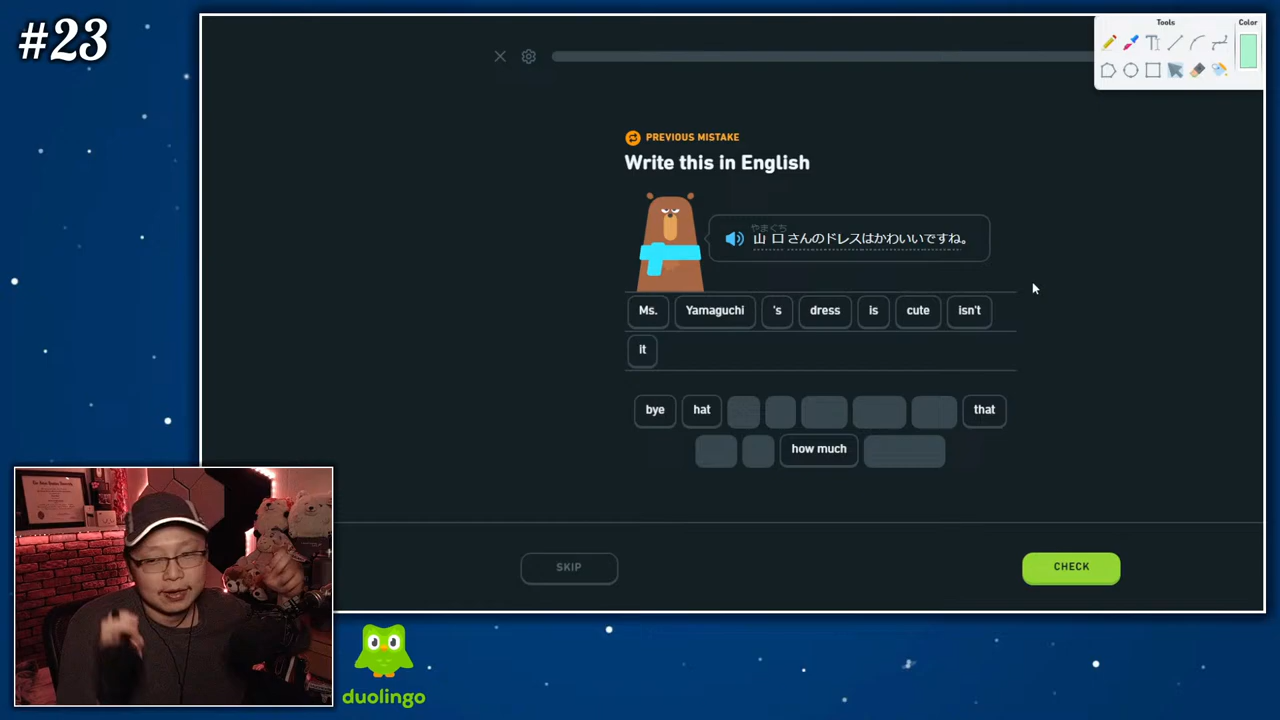 #23
Tools
Color
PREVIOUS MISTAKE
Write this in English
やまぐち
山口さんのドレスはかわいいですね。
Ms. Yamaguchi 's dress is cute isn't
it
bye hat that
how much
SKIP
CHECK
duolingo